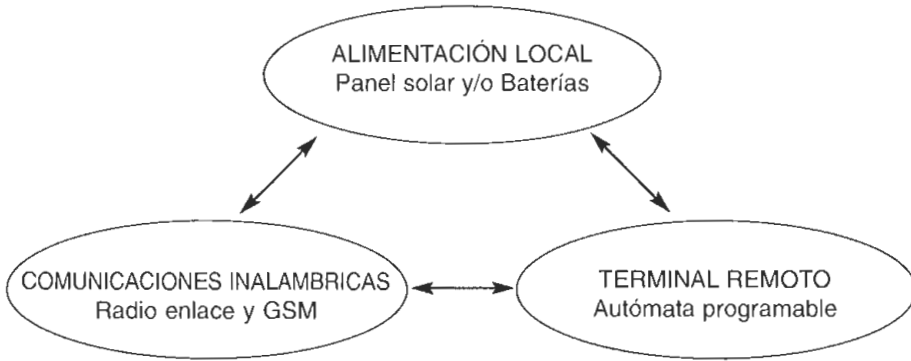 ALIMENTACIÓN LOCAL
Panel solar y/o Baterías
COMUNICACIONES INALAMBRICAS
Radio enlace y GSM
TERMINAL REMOTO
Autómata programable